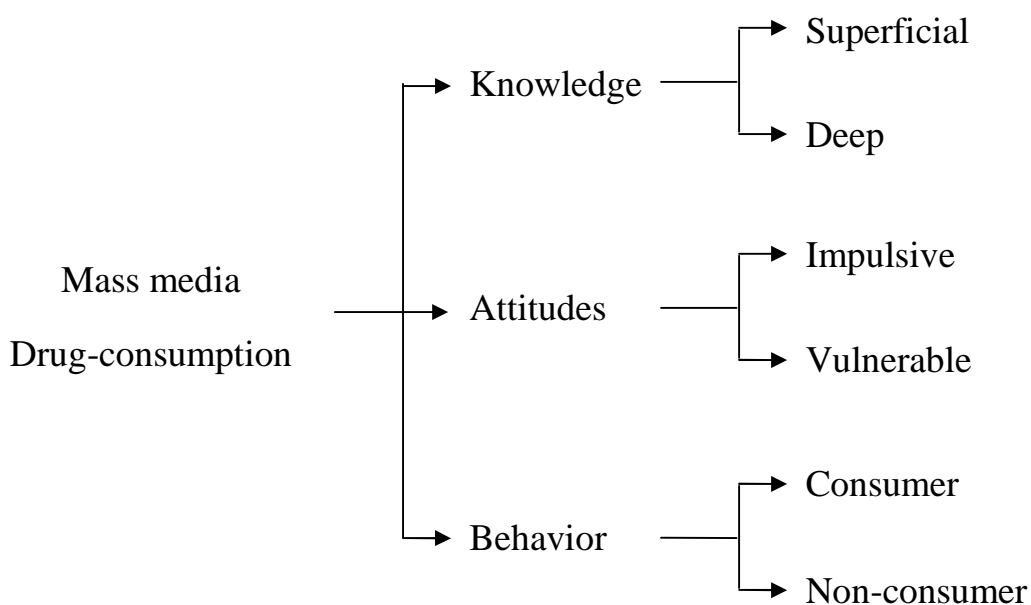 Superficial
Knowledge
Deep
Impulsive
Mass media
Attitudes
Drug-consumption
Vulnerable
Consumer
Behavior
Non-consumer